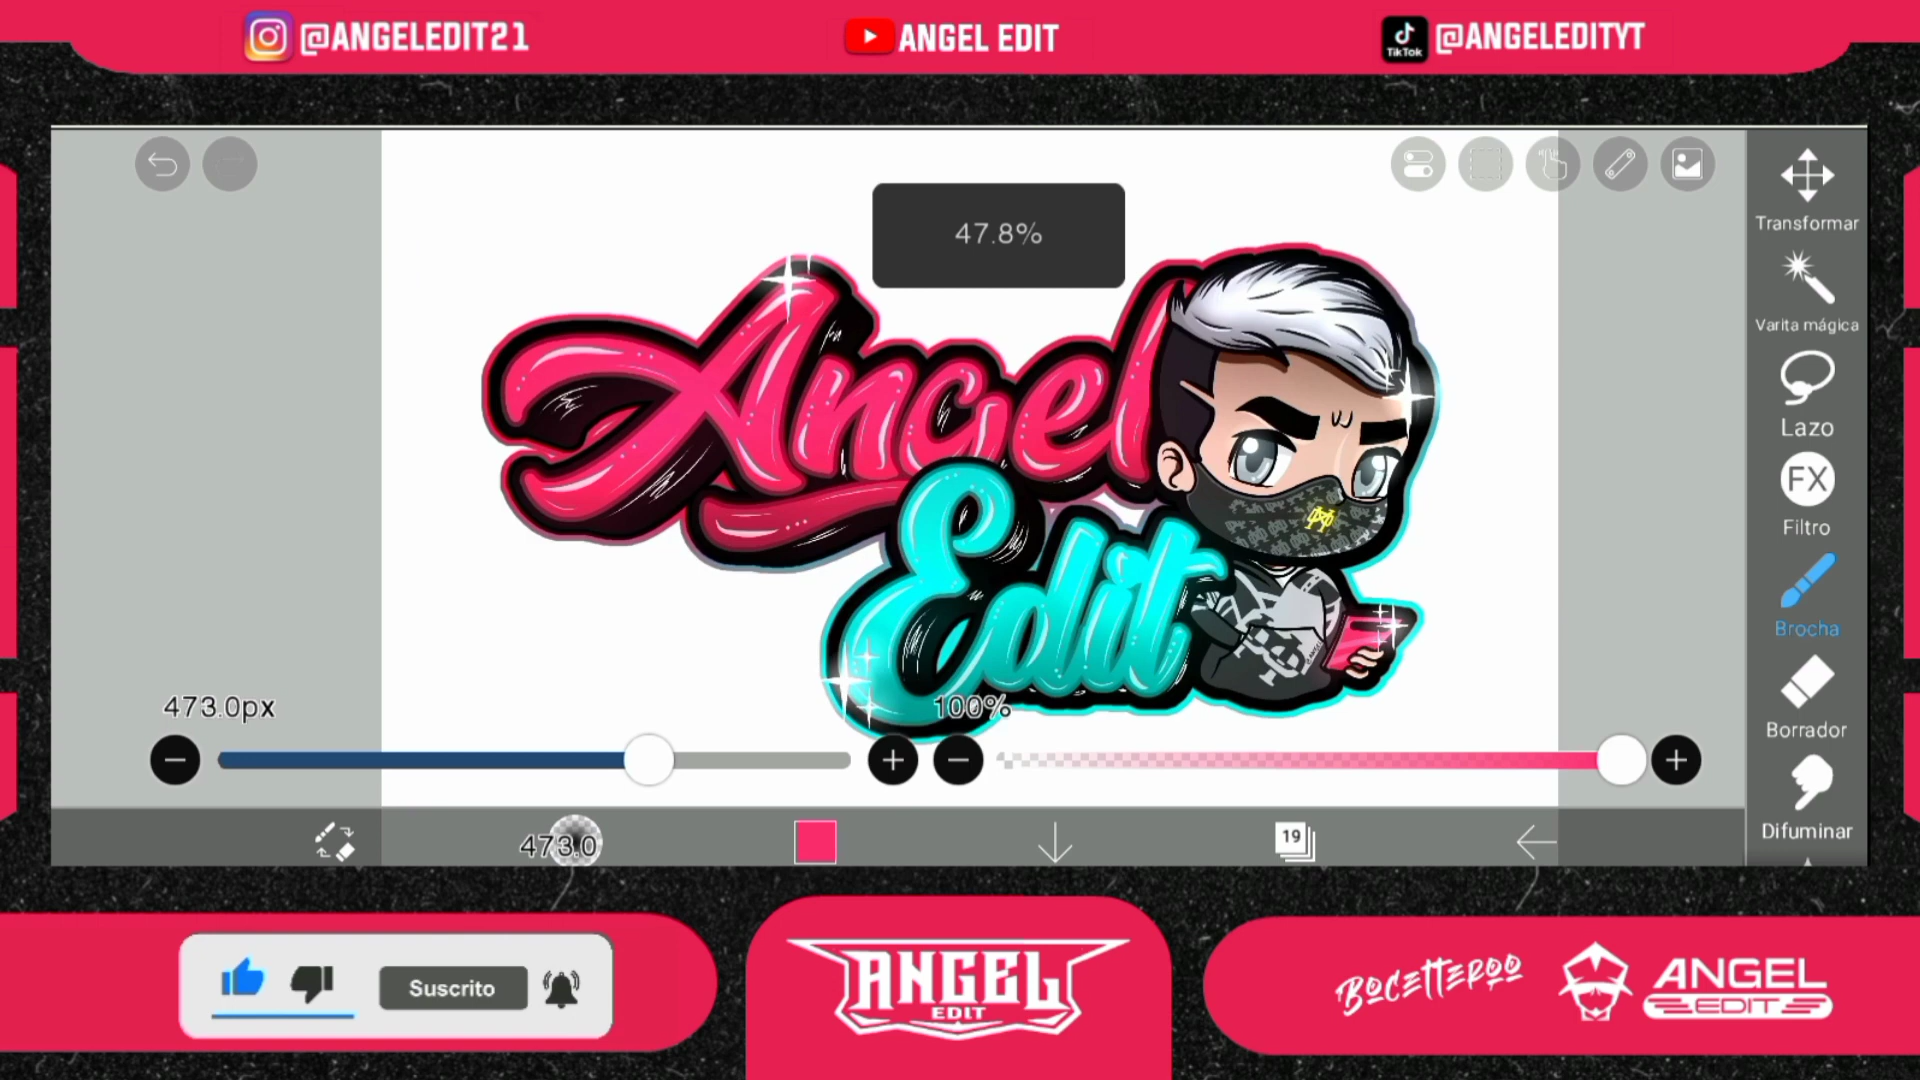 @ANGELEDIT21
ANGEL EDIT
TikTok
@ANGELEDITYT
47.8%
Transformar
Varita mágica
Lazo
FX
Filtro
Brocha
Borrador
Difuminar
Angel
Edit
473.0px
100%
473.0
19
Suscrito
ANGEL
EDIT
BOCETTEROO
ANGEL
EDIT